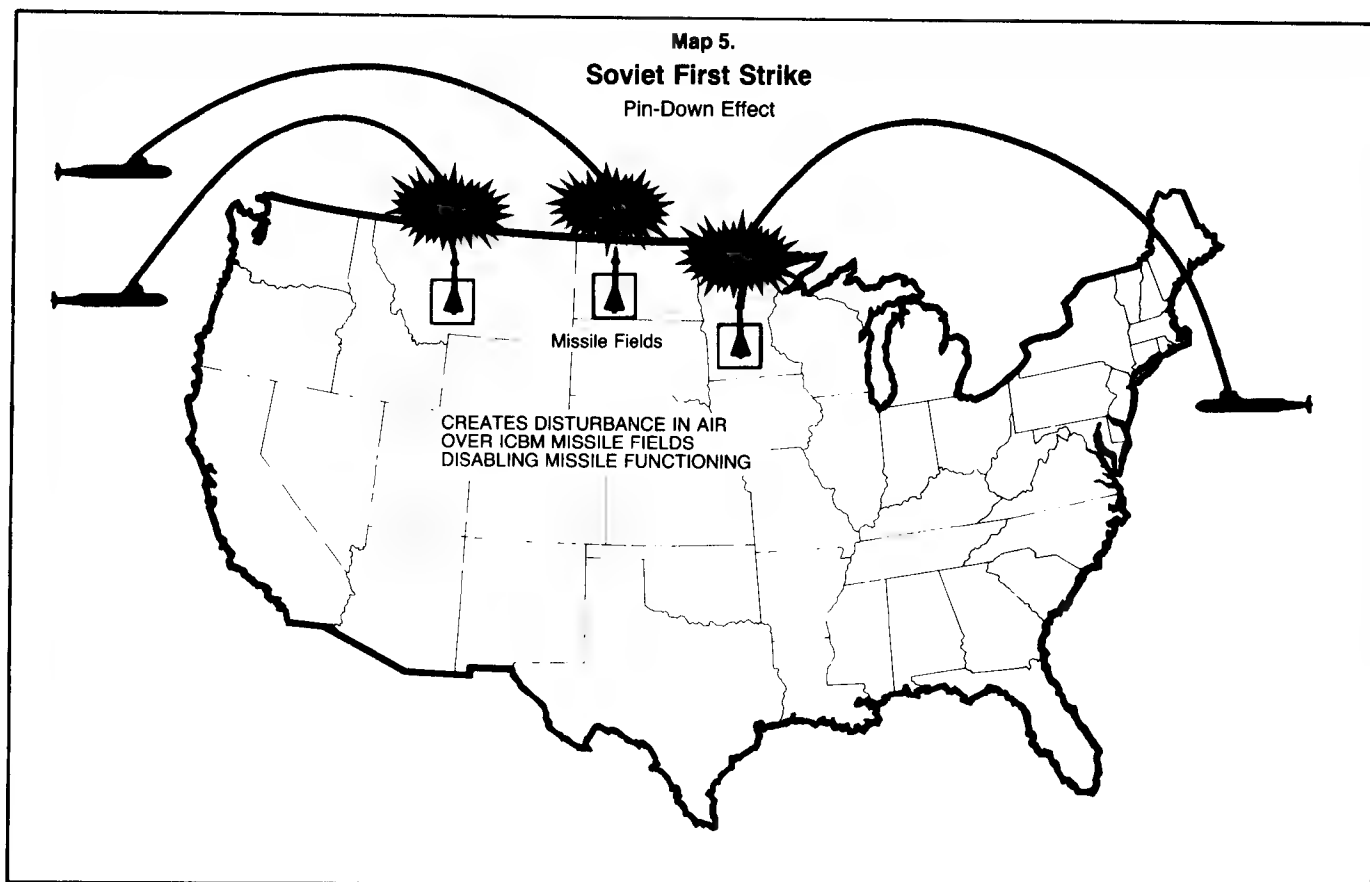 Map 5.
Soviet First Strike
Pin-Down Effect
Missile Fields
CREATES DISTURBANCE IN AIR
OVER ICBM MISSILE FIELDS
DISABLING MISSILE FUNCTIONING